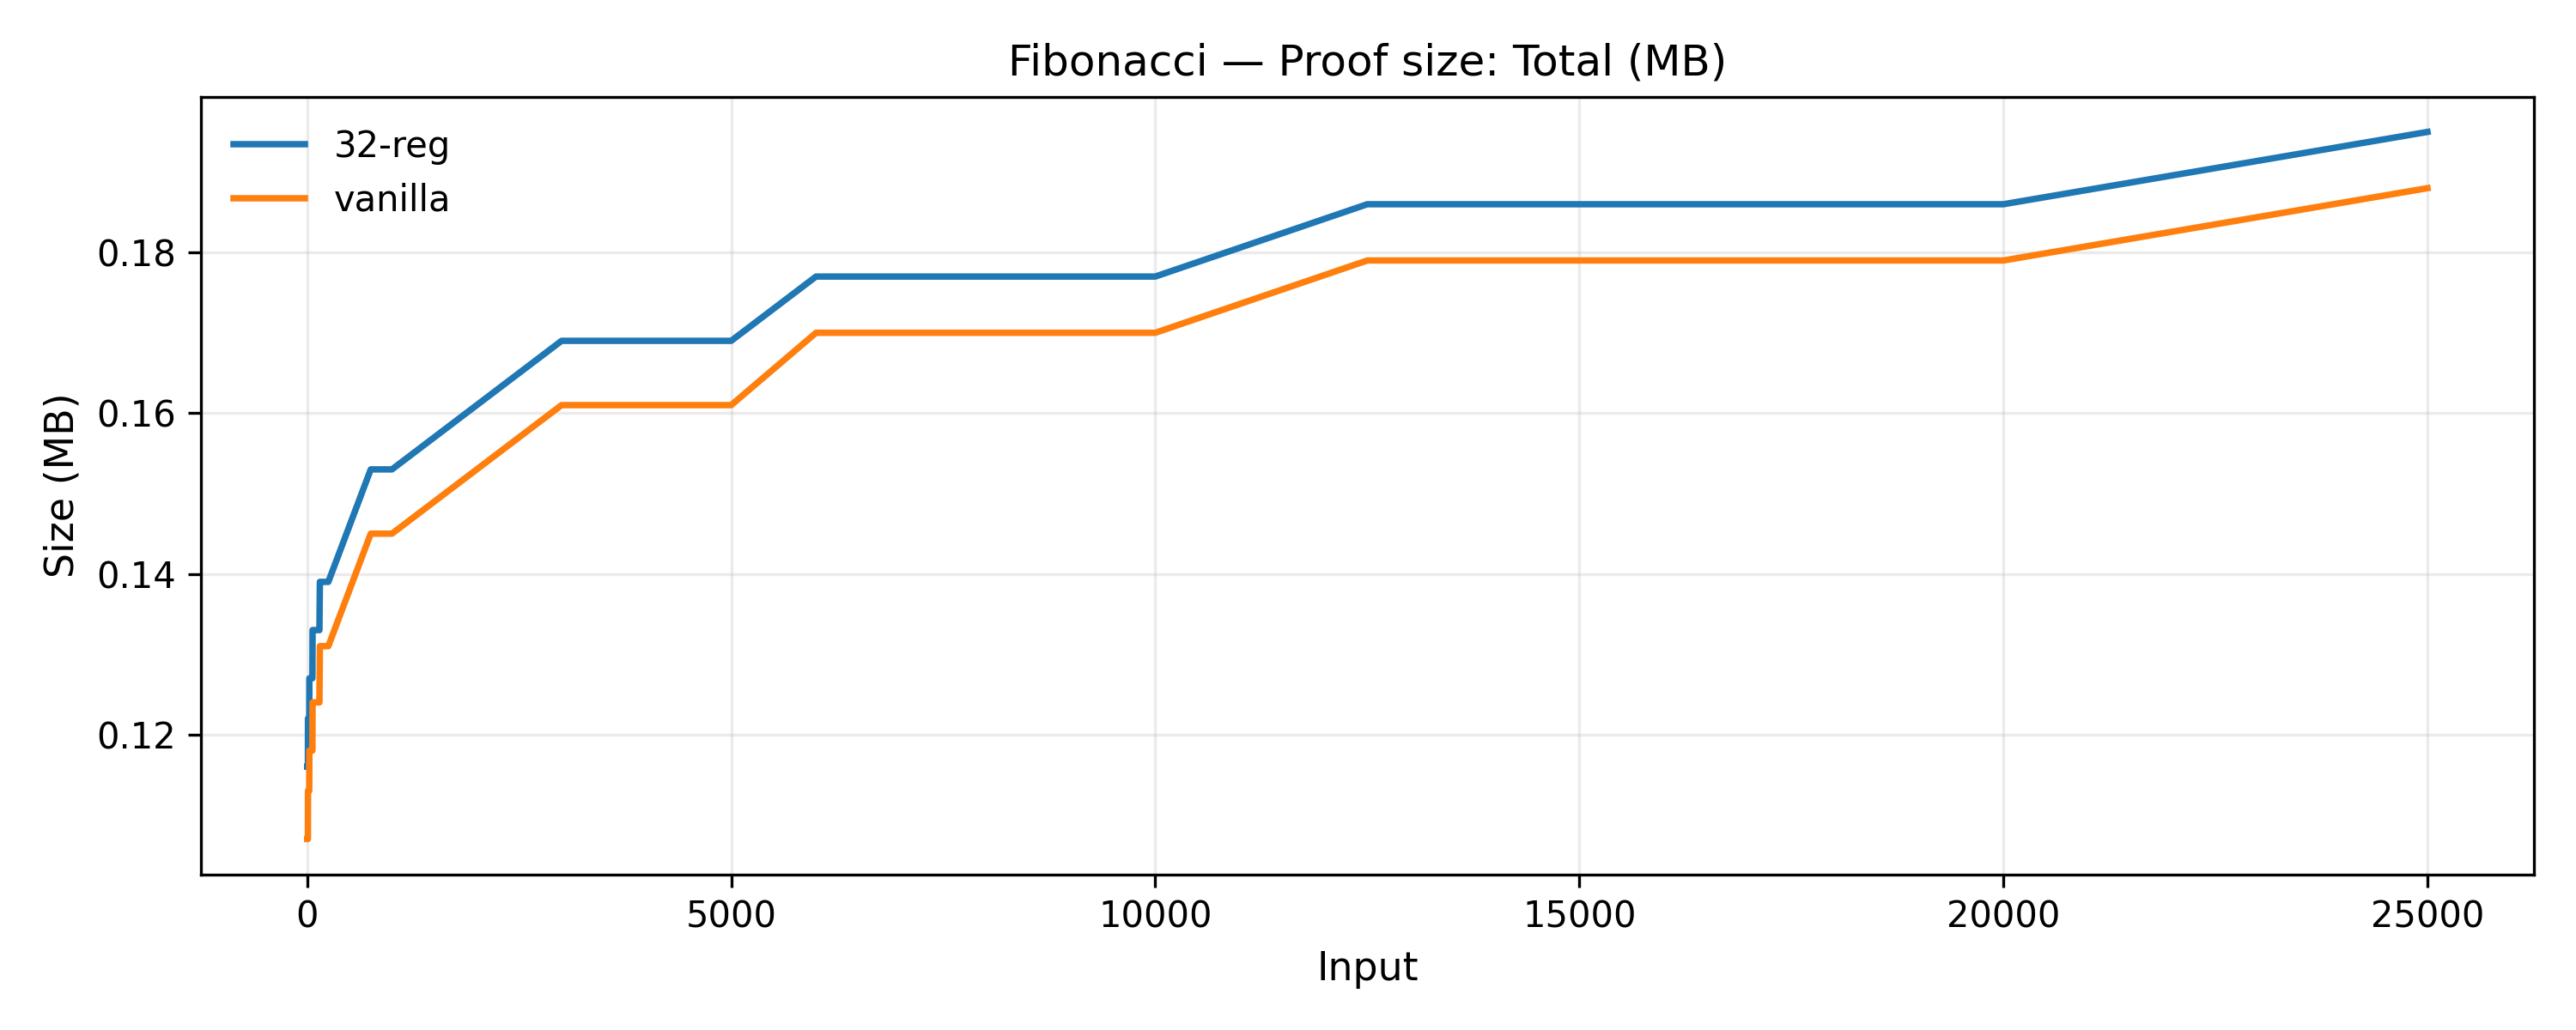 Fibonacci — Proof size: Total (MB)
32-reg
vanilla
Size (MB)
0.18
0.16
0.14
0.12
0 5000 10000 15000 20000 25000
Input